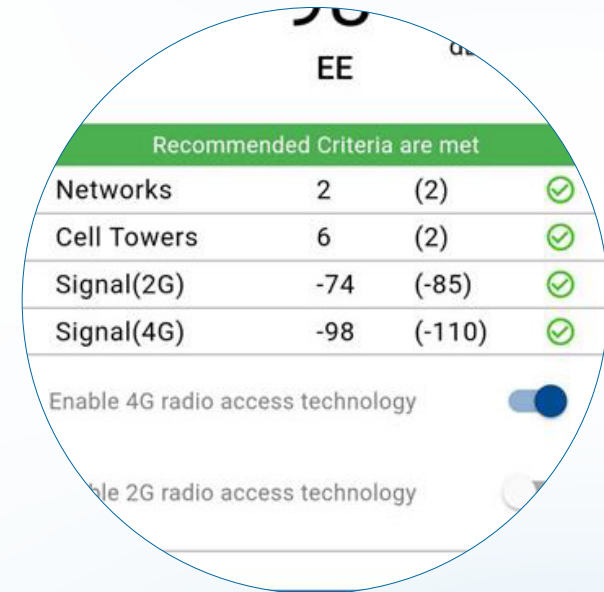 EE
Recommended Criteria are met
Networks 2 (2)
Cell Towers 6 (2)
Signal(2G) -74 (-85)
Signal(4G) -98 (-110)
Enable 4G radio access technology
2G radio access technology